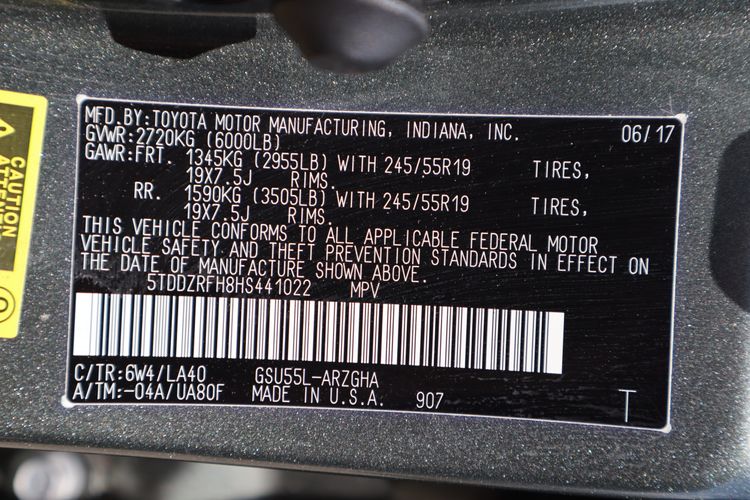 MFD.BY:TOYOTA MOTOR MANUFACTURING, INDIANA, INC. 06/17
GVWR:2720KG (6000LB)
GAWR:FRT. 1345KG (2955LB) WITH 245/55R19 TIRES,
19X7.5J RIMS.
RR. 1590KG (3505LB) WITH 245/55R19 TIRES,
19X7.5J RIMS.
THIS VEHICLE CONFORMS TO ALL APPLICABLE FEDERAL MOTOR
VEHICLE SAFETY AND THEFT PREVENTION STANDARDS IN EFFECT ON
THE DATE OF MANUFACTURE SHOWN ABOVE.
5TDDZRFH8HS441022 MPV
C/TR:6W4/LA40 GSU55L-ARZGHA
A/TM:-04A/UA80F MADE IN U.S.A. 907 T
CAUTION